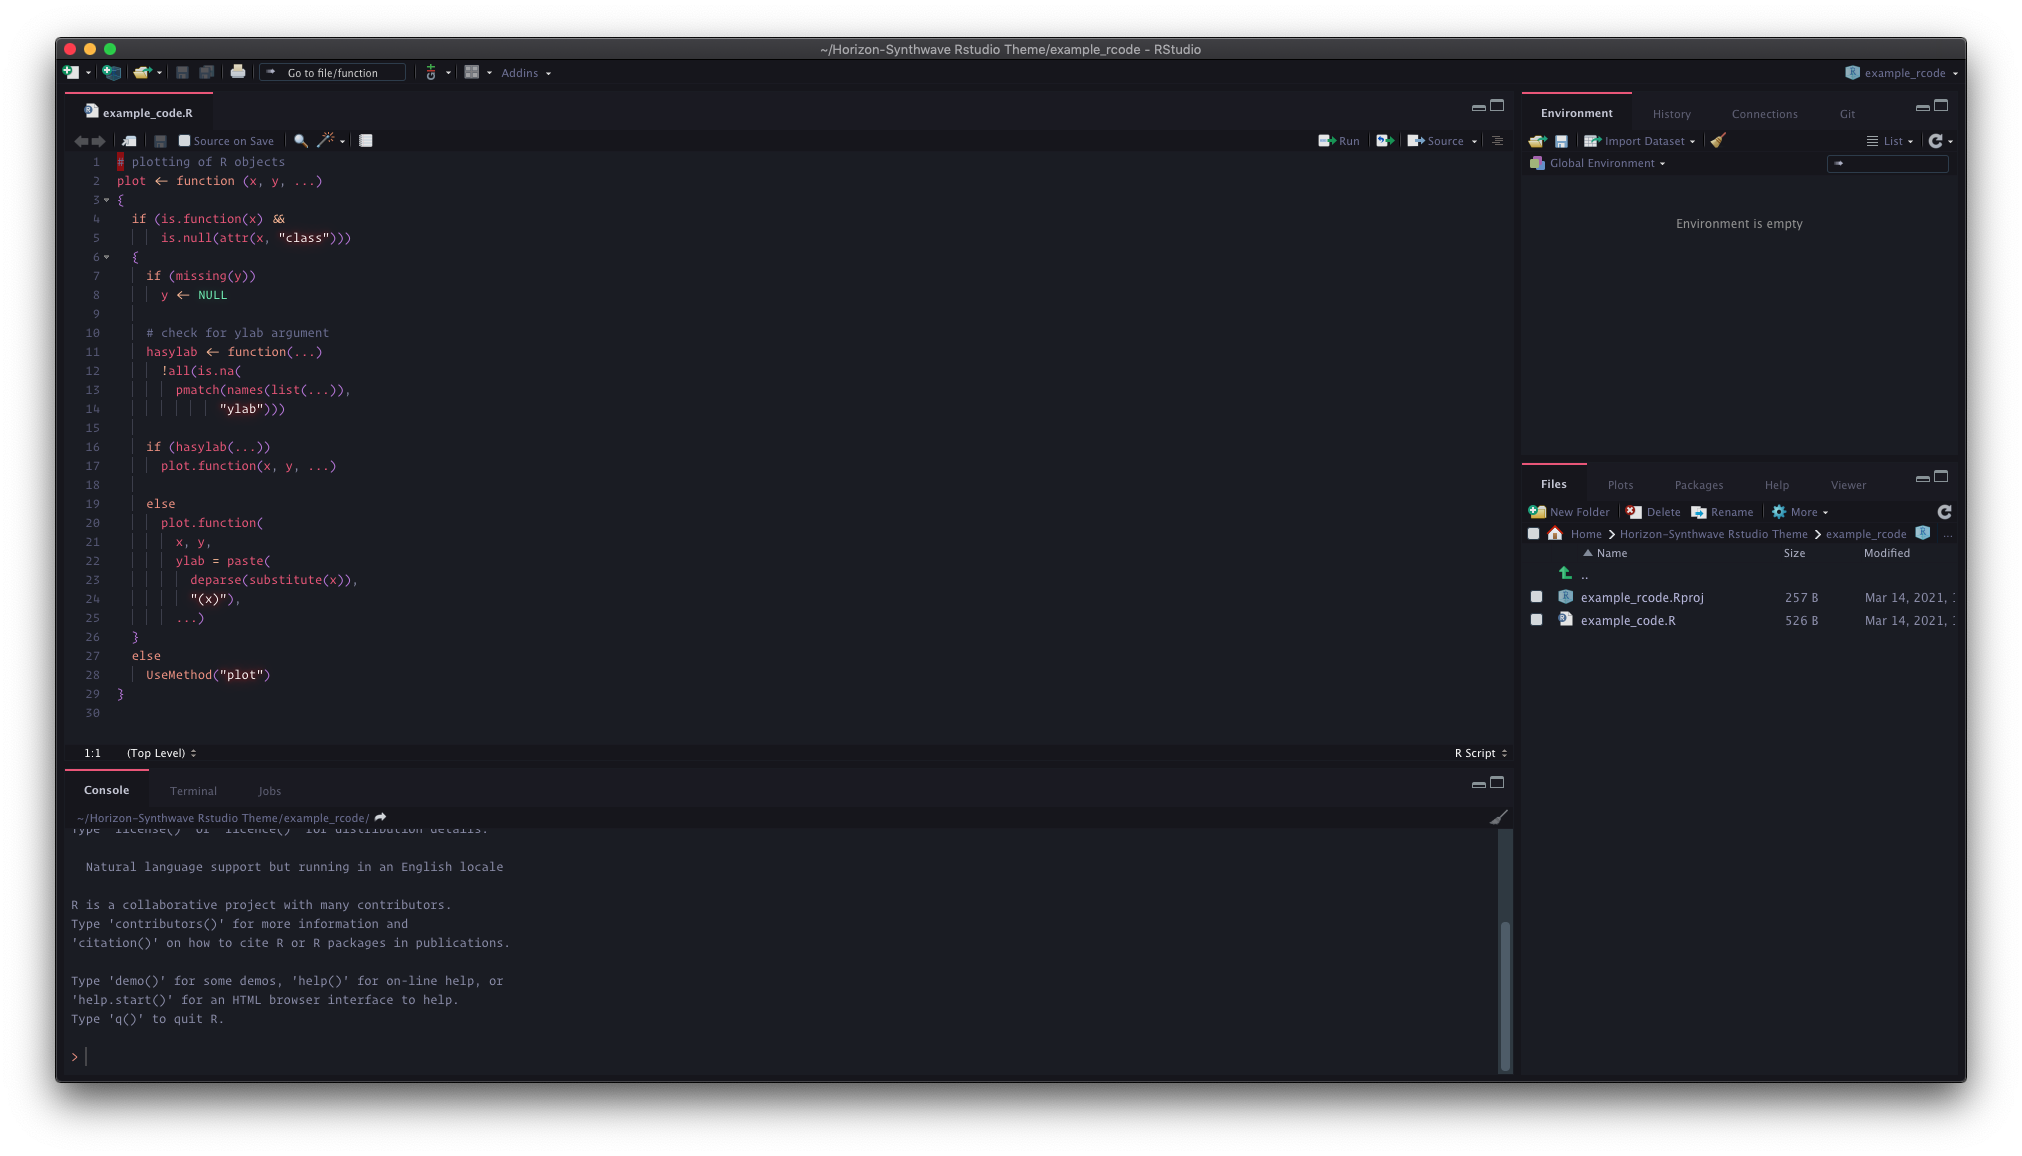 ~/Horizon-Synthwave Rstudio Theme/example_rcode - RStudio
Go to file/function
Git
Addins
example_rcode
example_code.R
Source on Save
Run
Source
1 # plotting of R objects
2 plot <- function (x, y, ...)
3 {
4 if (is.function(x) &&
5 is.null(attr(x, "class")))
6 {
7 if (missing(y))
8 y <- NULL
9
10 # check for ylab argument
11 hasylab <- function(...)
12 !all(is.na(
13 pmatch(names(list(...)),
14 "ylab")))
15
16 if (hasylab(...))
17 plot.function(x, y, ...)
18
19 else
20 plot.function(
21 x, y,
22 ylab = paste(
23 deparse(substitute(x)),
24 "(x)"),
25 ...)
26 }
27 else
28 UseMethod("plot")
29 }
30
1:1 (Top Level)
R Script
Console Terminal Jobs
~/Horizon-Synthwave Rstudio Theme/example_rcode/
Type 'license()' or 'licence()' for distribution details.
Natural language support but running in an English locale
R is a collaborative project with many contributors.
Type 'contributors()' for more information and
'citation()' on how to cite R or R packages in publications.
Type 'demo()' for some demos, 'help()' for on-line help, or
'help.start()' for an HTML browser interface to help.
Type 'q()' to quit R.
>
Environment History Connections Git
Import Dataset
List
Global Environment
Environment is empty
Files Plots Packages Help Viewer
New Folder Delete Rename More
Home Horizon-Synthwave Rstudio Theme example_rcode ...
Name Size Modified
..
example_rcode.Rproj 257 B Mar 14, 2021,
example_code.R 526 B Mar 14, 2021,